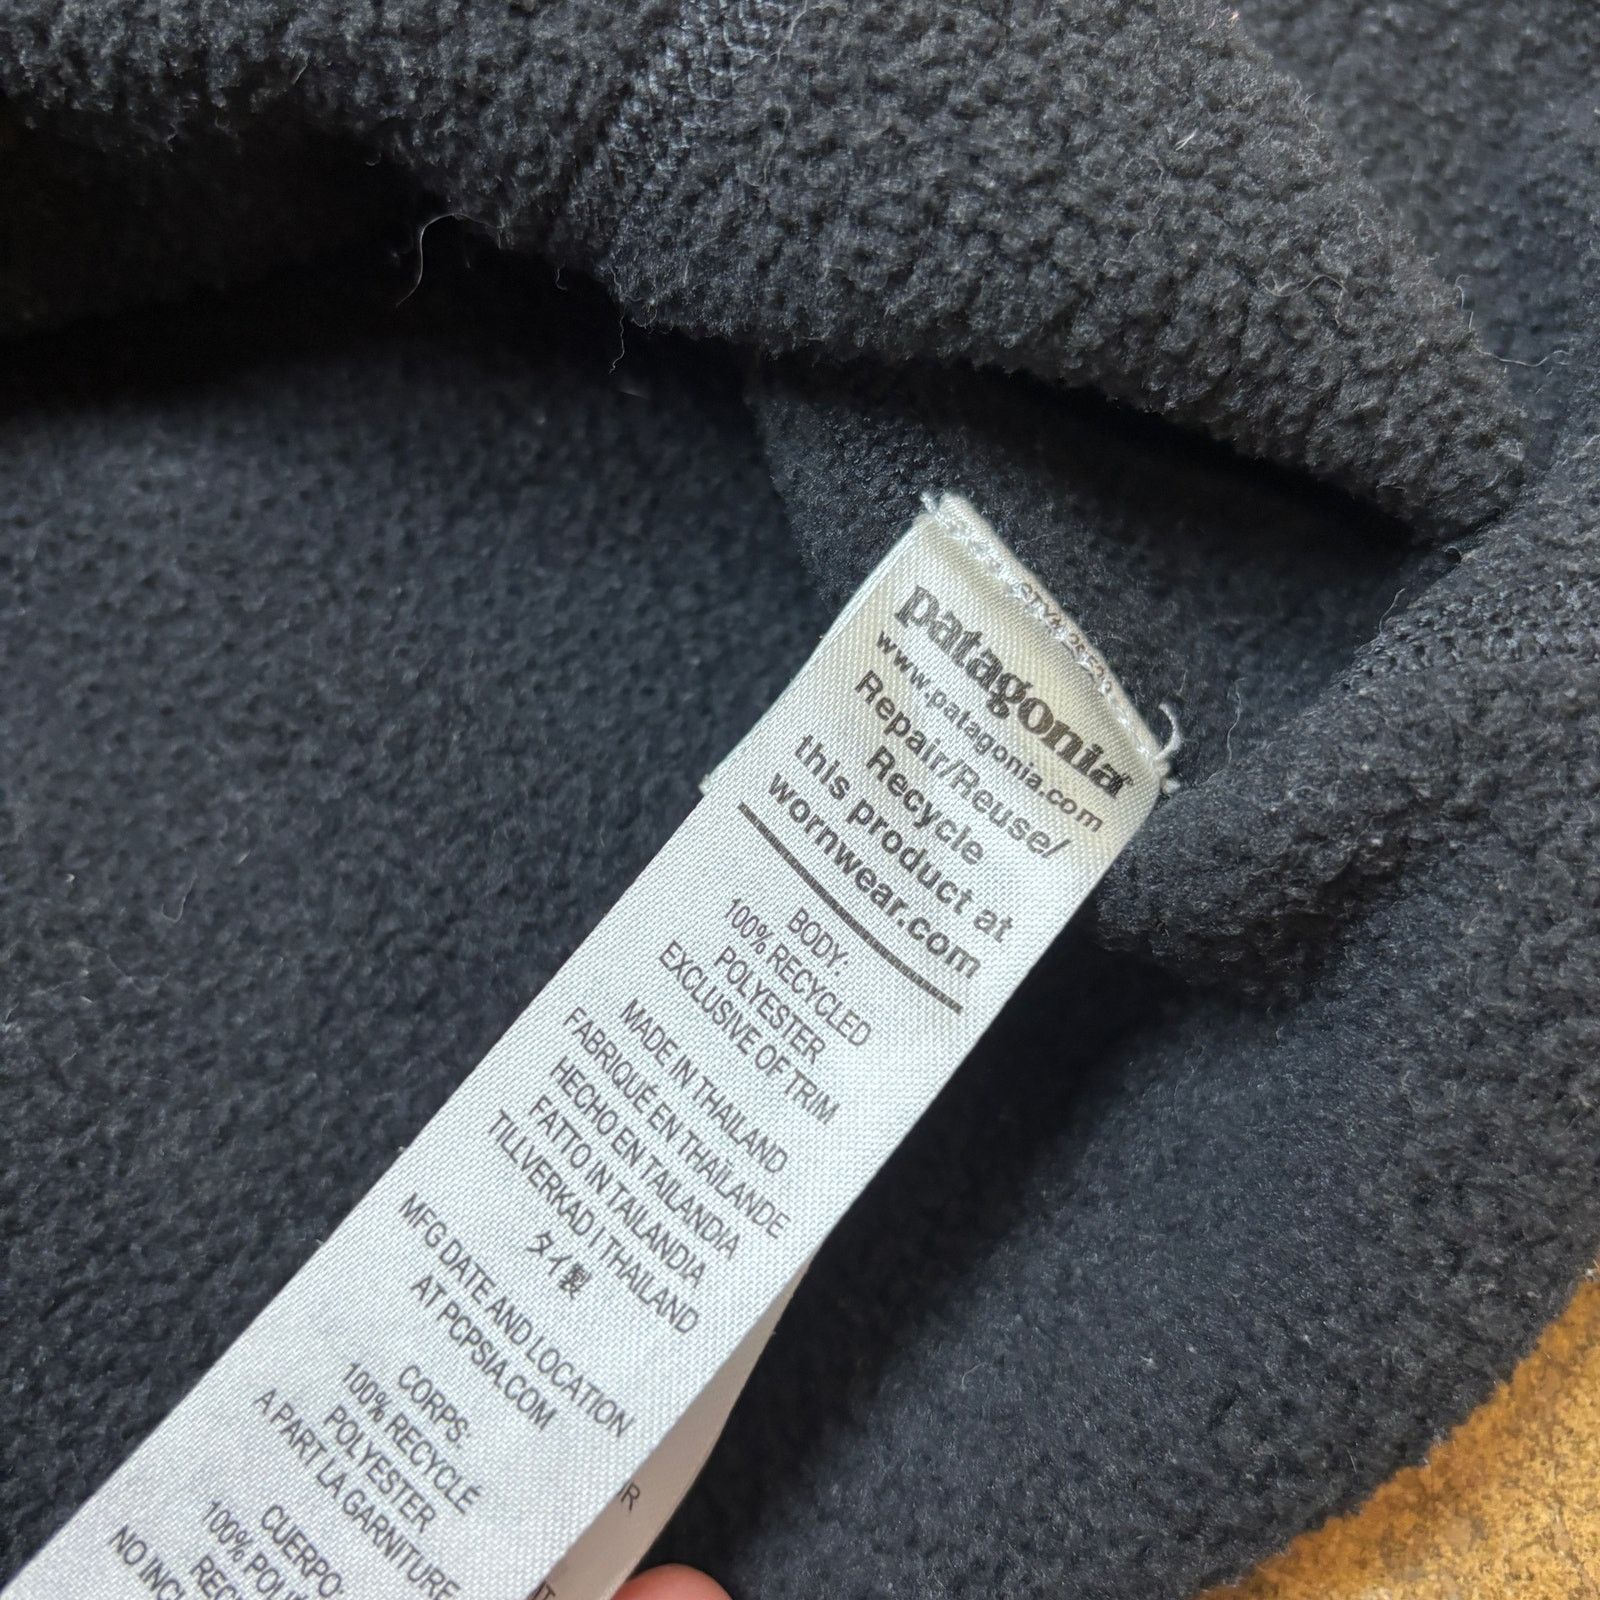 patagonia
www.patagonia.com
Repair/Reuse/
Recycle
this product at
wornwear.com
BODY:
100% RECYCLED
POLYESTER
EXCLUSIVE OF TRIM
MADE IN THAILAND
FABRIQUÉ EN THAÏLANDE
HECHO EN TAILANDIA
FATTO IN TAILANDIA
TILLVERKAD I THAILAND
タイ製
MFG DATE AND LOCATION
AT PCPSIA.COM
CORPS:
100% RECYCLÉ
POLYESTER
A PART LA GARNITURE
CUERPO:
100%
NO